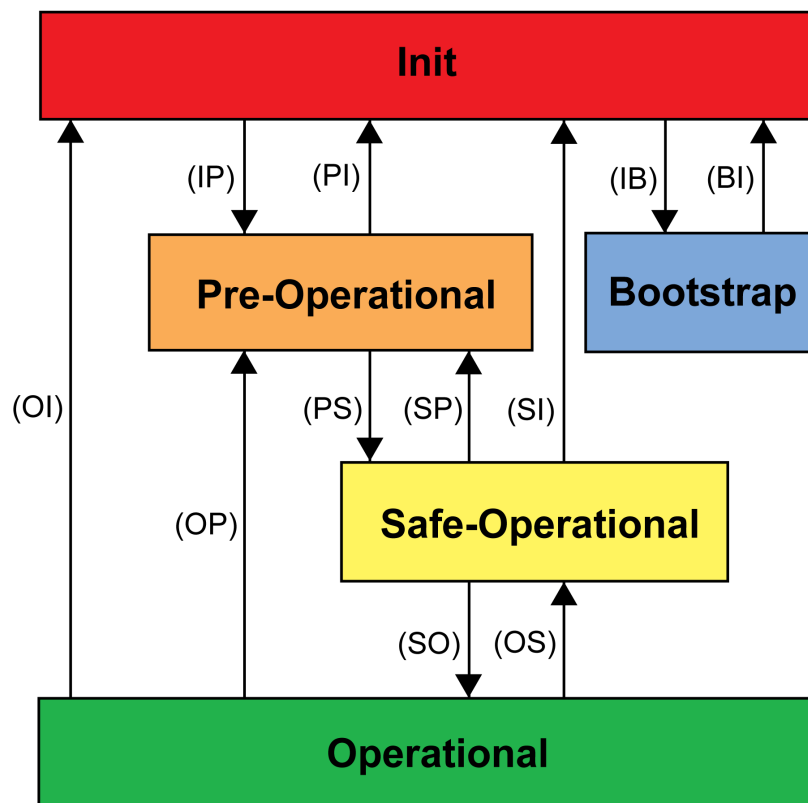 Init
(IP)
(PI)
(IB)
(BI)
Pre-Operational
Bootstrap
(OI)
(PS)
(SP)
(SI)
(OP)
Safe-Operational
(SO)
(OS)
Operational